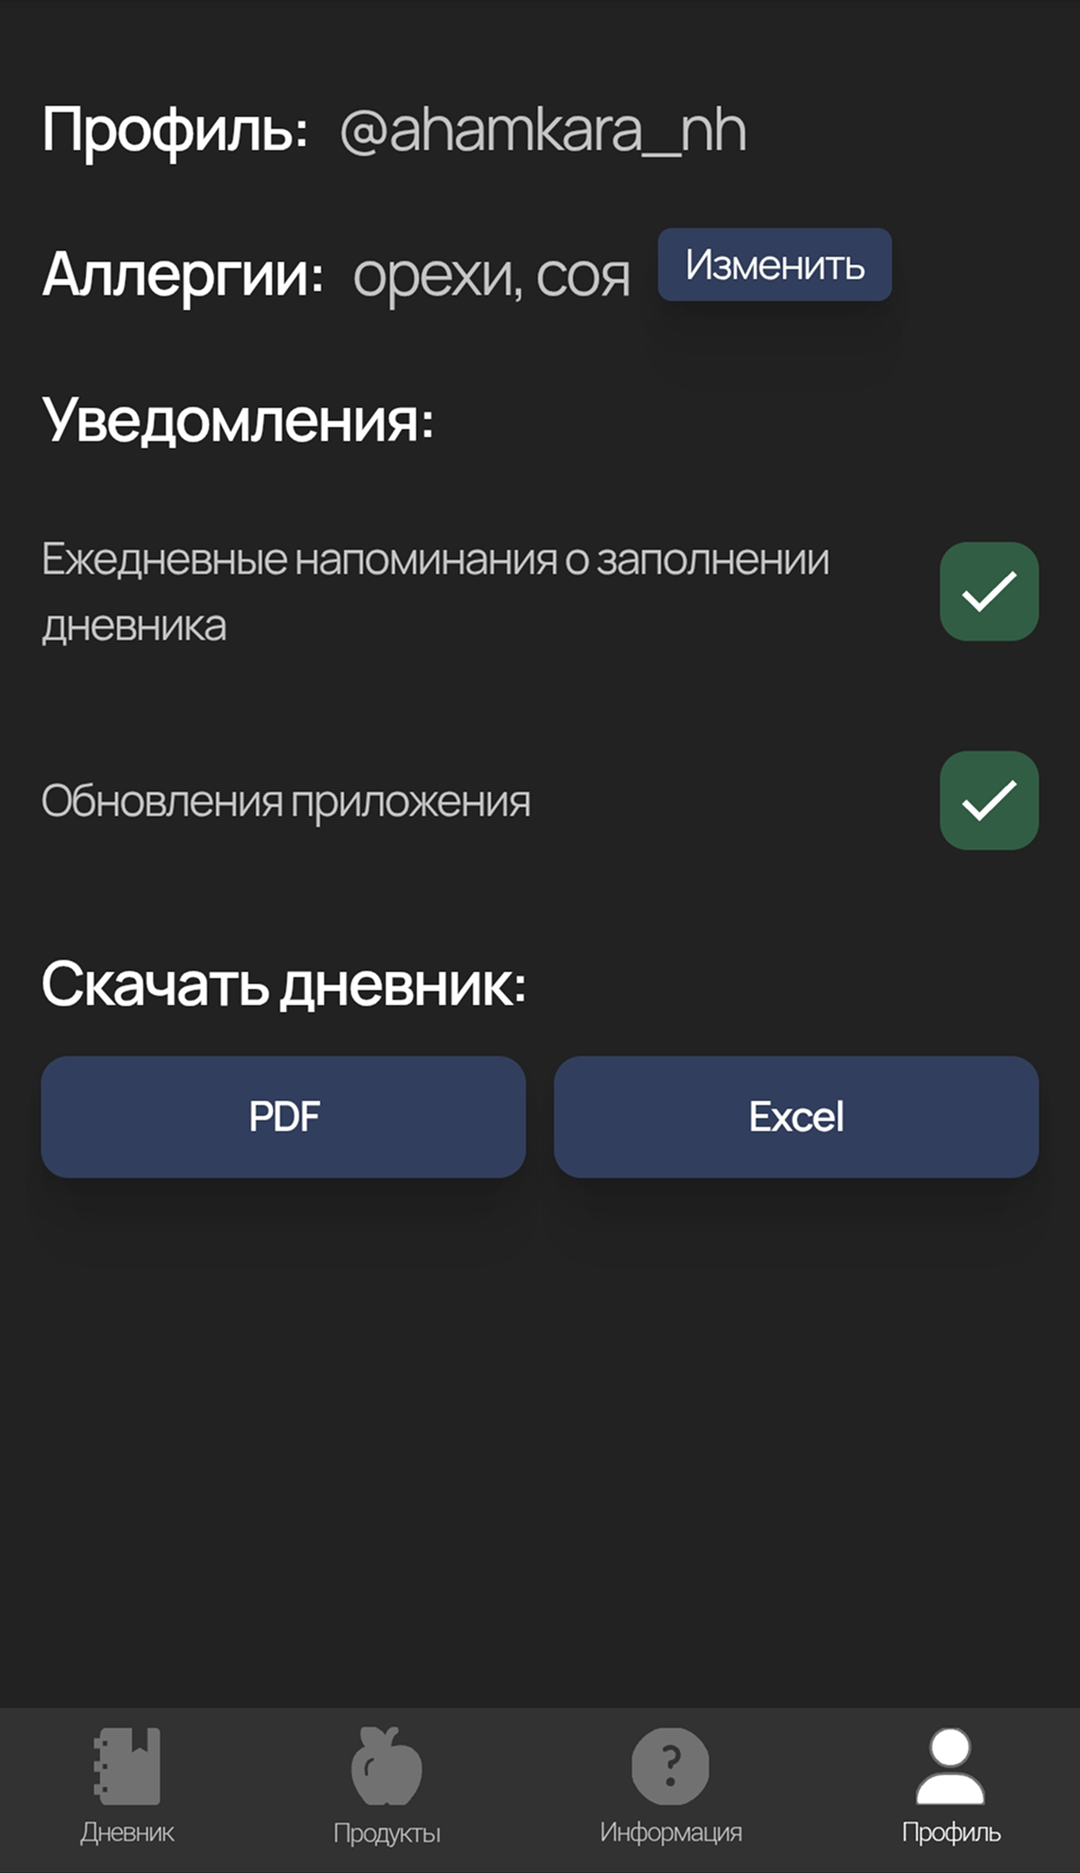 Профиль: @ahamkara_nh
Аллергии: орехи, соя Изменить
Уведомления:
Ежедневные напоминания о заполнении
дневника
Обновления приложения
Скачать дневник:
PDF Excel
Дневник Продукты Информация Профиль